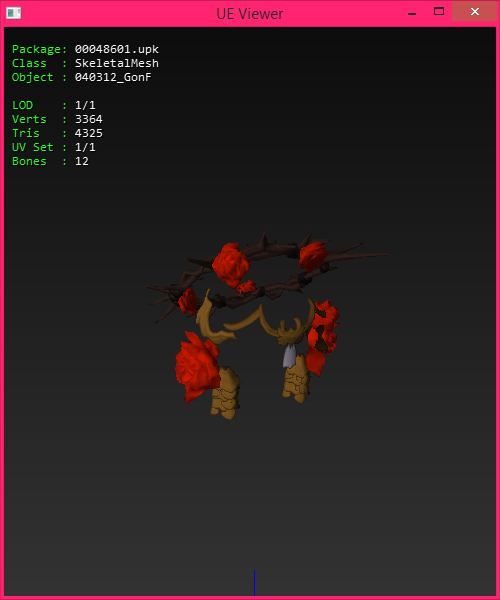 UE Viewer
Package: 00048601.upk
Class  : SkeletalMesh
Object : 040312_GonF
LOD    : 1/1
Verts  : 3364
Tris   : 4325
UV Set : 1/1
Bones  : 12